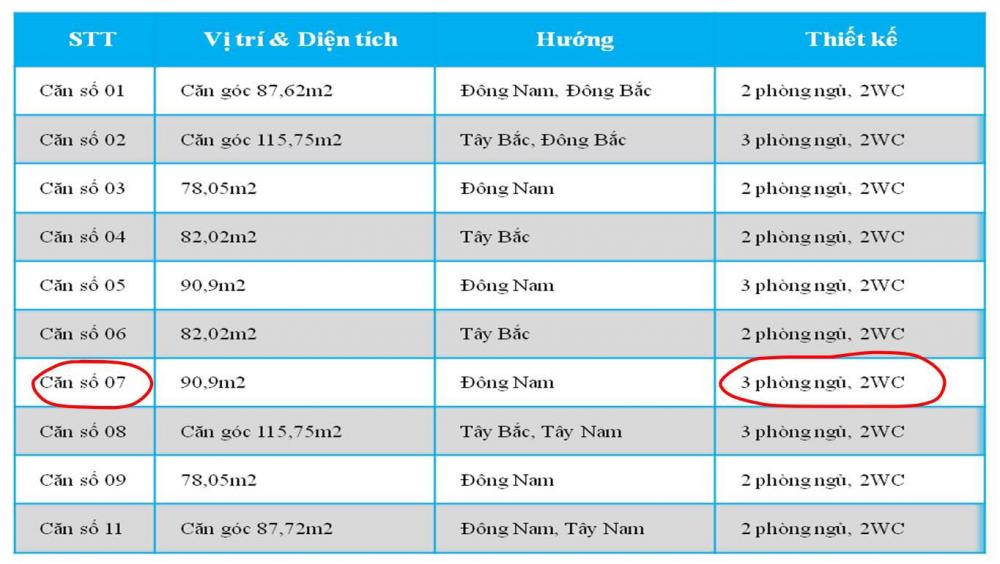 STT Vị trí & Diện tích Hướng Thiết kế
Căn số 01 Căn góc 87,62m2 Đông Nam, Đông Bắc 2 phòng ngủ, 2WC
Căn số 02 Căn góc 115,75m2 Tây Bắc, Đông Bắc 3 phòng ngủ, 2WC
Căn số 03 78,05m2 Đông Nam 2 phòng ngủ, 2WC
Căn số 04 82,02m2 Tây Bắc 2 phòng ngủ, 2WC
Căn số 05 90,9m2 Đông Nam 3 phòng ngủ, 2WC
Căn số 06 82,02m2 Tây Bắc 2 phòng ngủ, 2WC
Căn số 07 90,9m2 Đông Nam 3 phòng ngủ, 2WC
Căn số 08 Căn góc 115,75m2 Tây Bắc, Tây Nam 3 phòng ngủ, 2WC
Căn số 09 78,05m2 Đông Nam 2 phòng ngủ, 2WC
Căn số 11 Căn góc 87,72m2 Đông Nam, Tây Nam 2 phòng ngủ, 2WC